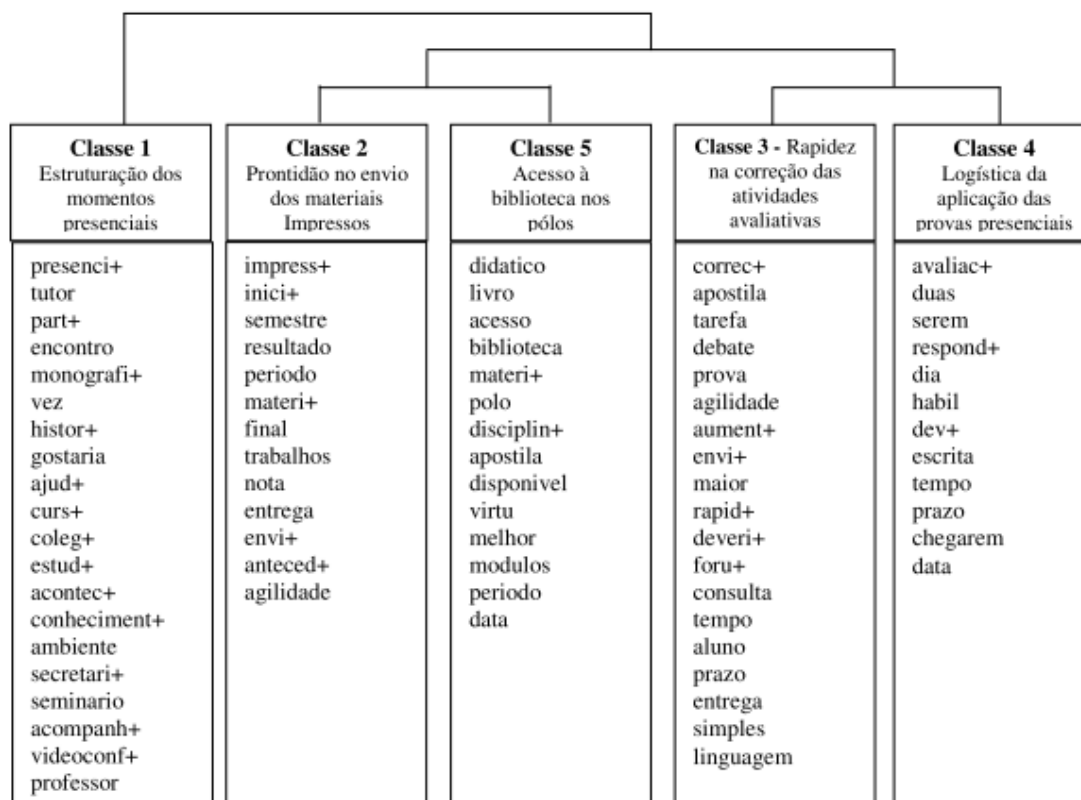 Classe 1
Estruturação dos
momentos
presenciais
presenci+
tutor
part+
encontro
monografi+
vez
histor+
gostaria
ajud+
curs+
coleg+
estud+
acontec+
conheciment+
ambiente
secretari+
seminario
acompanh+
videoconf+
professor
Classe 2
Prontidão no envio
dos materiais
Impressos
impress+
inici+
semestre
resultado
periodo
materi+
final
trabalhos
nota
entrega
envi+
anteced+
agilidade
Classe 5
Acesso à
biblioteca nos
pólos
didatico
livro
acesso
biblioteca
materi+
polo
disciplin+
apostila
disponivel
virtu
melhor
modulos
periodo
data
Classe 3 - Rapidez
na correção das
atividades
avaliativas
correc+
apostila
tarefa
debate
prova
agilidade
aument+
envi+
maior
rapid+
deveri+
foru+
consulta
tempo
aluno
prazo
entrega
simples
linguagem
Classe 4
Logística da
aplicação das
provas presenciais
avaliac+
duas
serem
respond+
dia
habil
dev+
escrita
tempo
prazo
chegarem
data